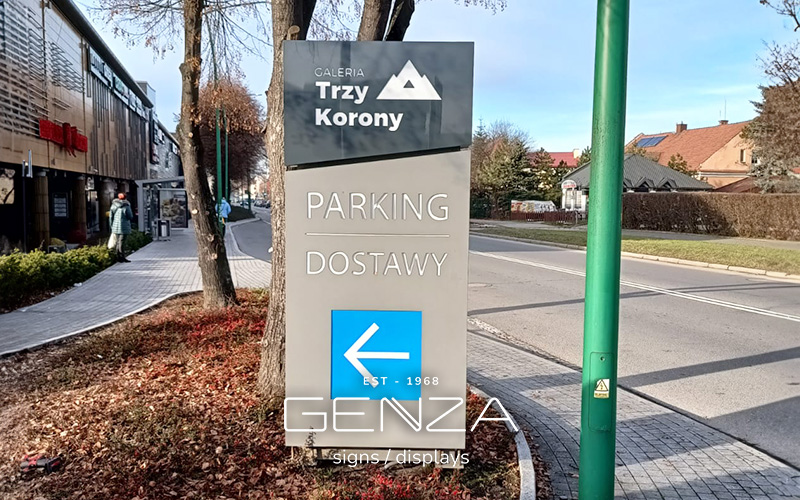 GALERIA
Trzy
Korony
PARKING
DOSTAWY
EST - 1968
GENZA
signs / displays